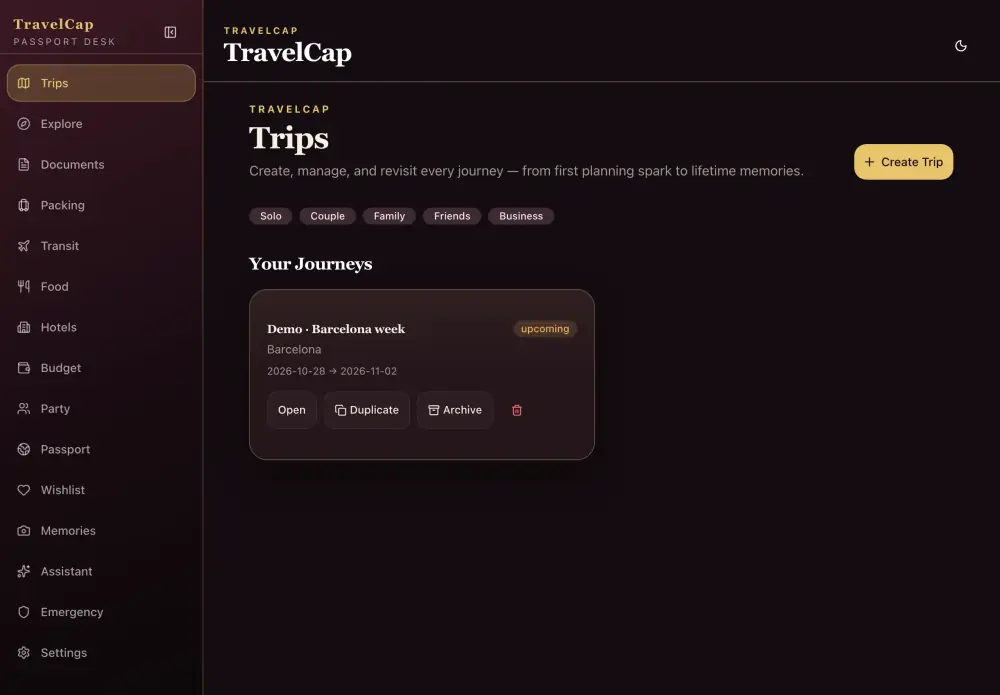 TravelCap
PASSPORT DESK
Trips
Explore
Documents
Packing
Transit
Food
Hotels
Budget
Party
Passport
Wishlist
Memories
Assistant
Emergency
Settings
TRAVELCAP
TravelCap
TRAVELCAP
Trips
Create, manage, and revisit every journey — from first planning spark to lifetime memories.
+ Create Trip
Solo Couple Family Friends Business
Your Journeys
Demo · Barcelona week upcoming
Barcelona
2026-10-28 → 2026-11-02
Open Duplicate Archive